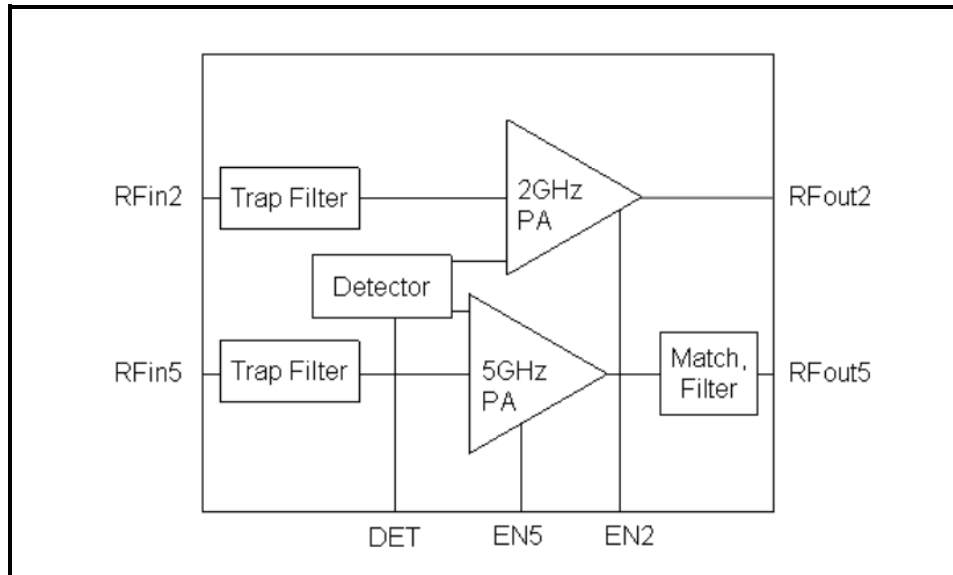 RFin2
Trap Filter
2GHz
PA
RFout2
Detector
RFin5
Trap Filter
5GHz
PA
Match,
Filter
RFout5
DET
EN5
EN2